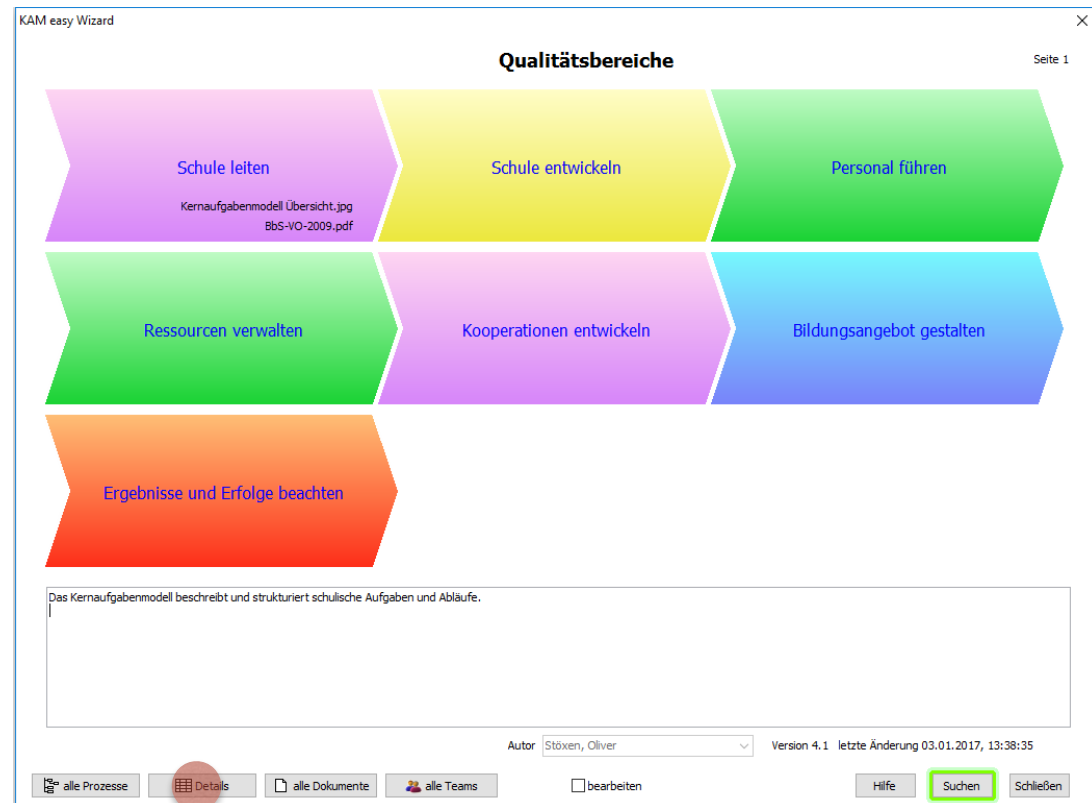 KAM easy Wizard
Qualitätsbereiche
Seite 1
Schule leiten
Kernaufgabenmodell Übersicht.jpg
BbS-VO-2009.pdf
Schule entwickeln
Personal führen
Ressourcen verwalten
Kooperationen entwickeln
Bildungsangebot gestalten
Ergebnisse und Erfolge beachten
Das Kernaufgabenmodell beschreibt und strukturiert schulische Aufgaben und Abläufe.
Autor Stöxen, Oliver Version 4.1 letzte Änderung 03.01.2017, 13:38:35
alle Prozesse Details alle Dokumente alle Teams bearbeiten Hilfe Suchen Schließen